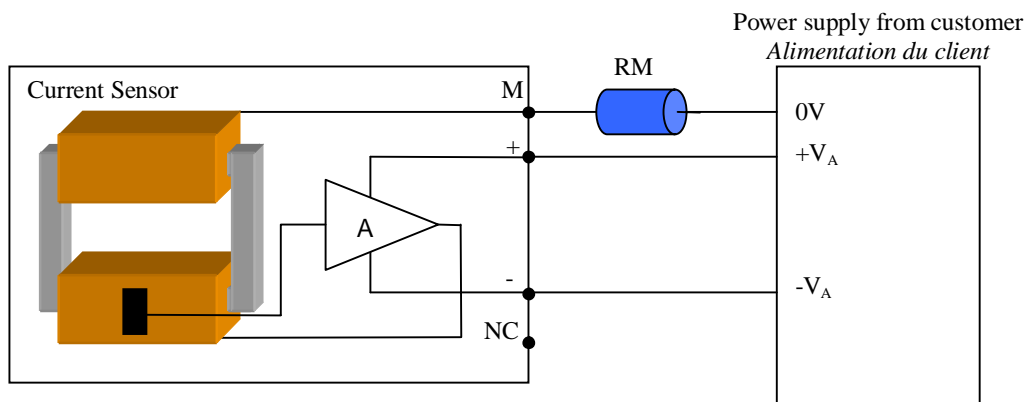 Power supply from customer
Alimentation du client
Current Sensor
M
RM
0V
+
+VA
A
-
-VA
NC